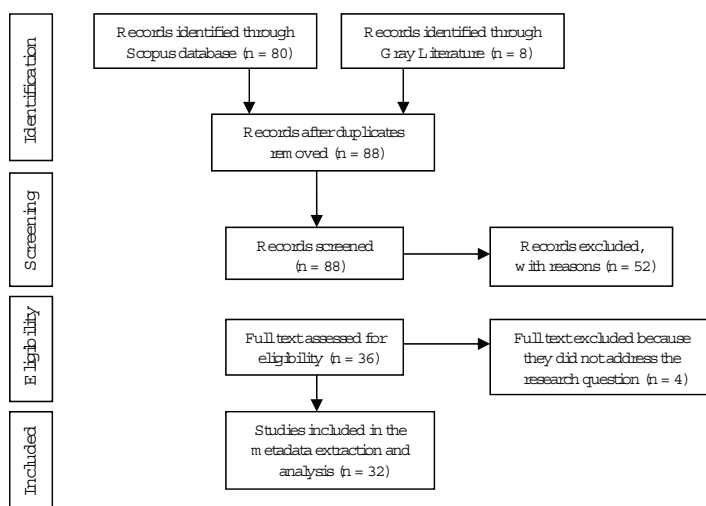 Identification
Records identified through
Scopus database (n = 80)
Records identified through
Gray Literature (n = 8)
Records after duplicates
removed (n = 88)
Screening
Records screened
(n = 88)
Records excluded,
with reasons (n = 52)
Eligibility
Full text assessed for
eligibility (n = 36)
Full text excluded because
they did not address the
research question (n = 4)
Included
Studies included in the
metadata extraction and
analysis (n = 32)